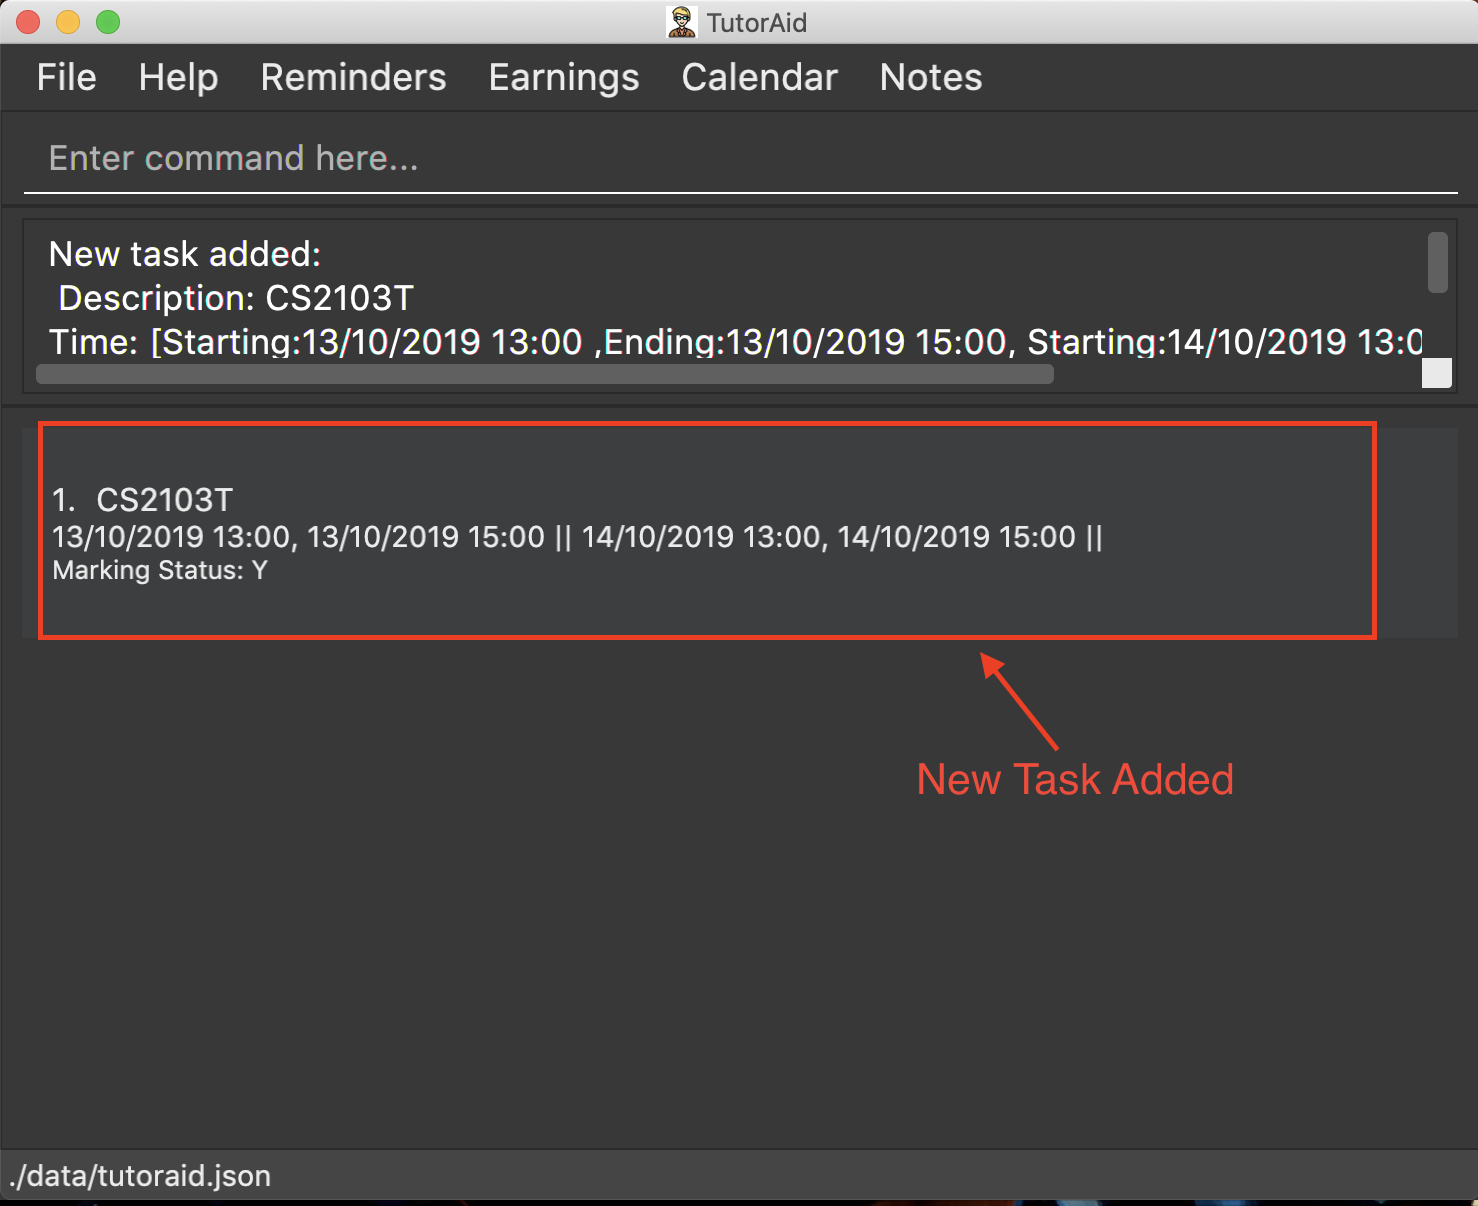 TutorAid
File Help Reminders Earnings Calendar Notes
Enter command here...
New task added:
Description: CS2103T
Time: [Starting:13/10/2019 13:00 ,Ending:13/10/2019 15:00, Starting:14/10/2019 13:0
1. CS2103T
13/10/2019 13:00, 13/10/2019 15:00 || 14/10/2019 13:00, 14/10/2019 15:00 ||
Marking Status: Y
New Task Added
./data/tutoraid.json